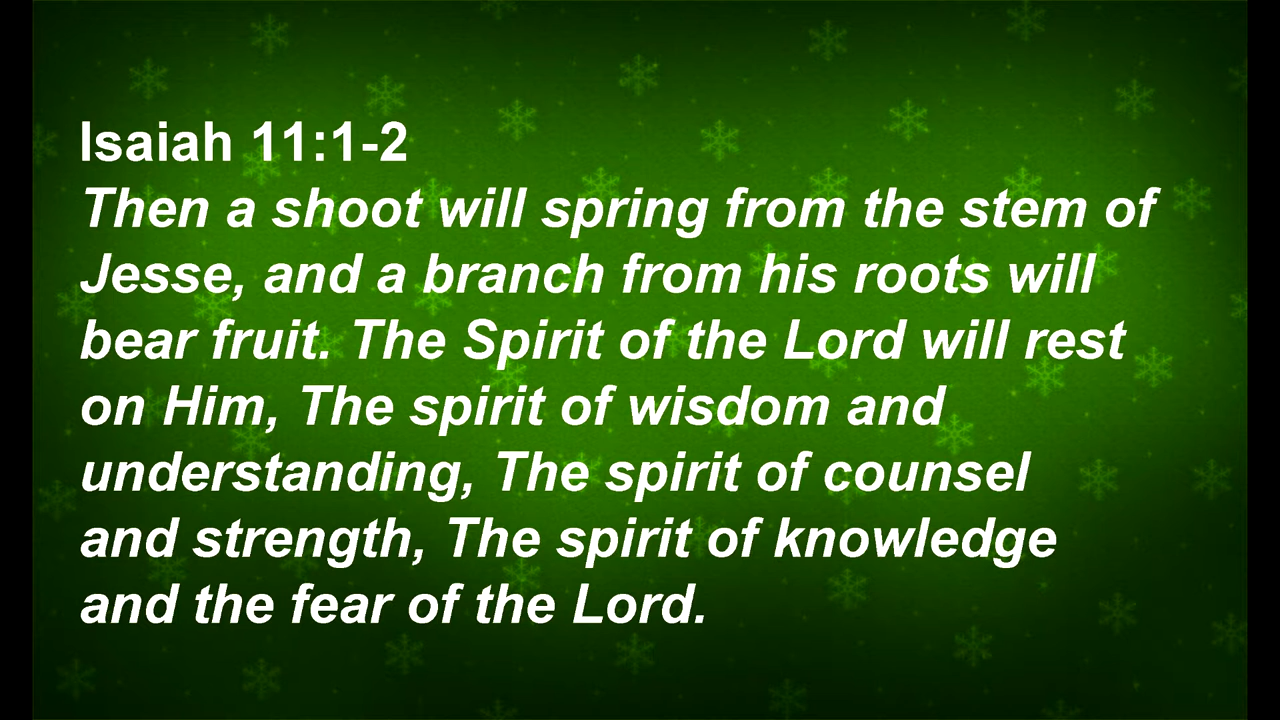 Isaiah 11:1-2
Then a shoot will spring from the stem of
Jesse, and a branch from his roots will
bear fruit. The Spirit of the Lord will rest
on Him, The spirit of wisdom and
understanding, The spirit of counsel
and strength, The spirit of knowledge
and the fear of the Lord.